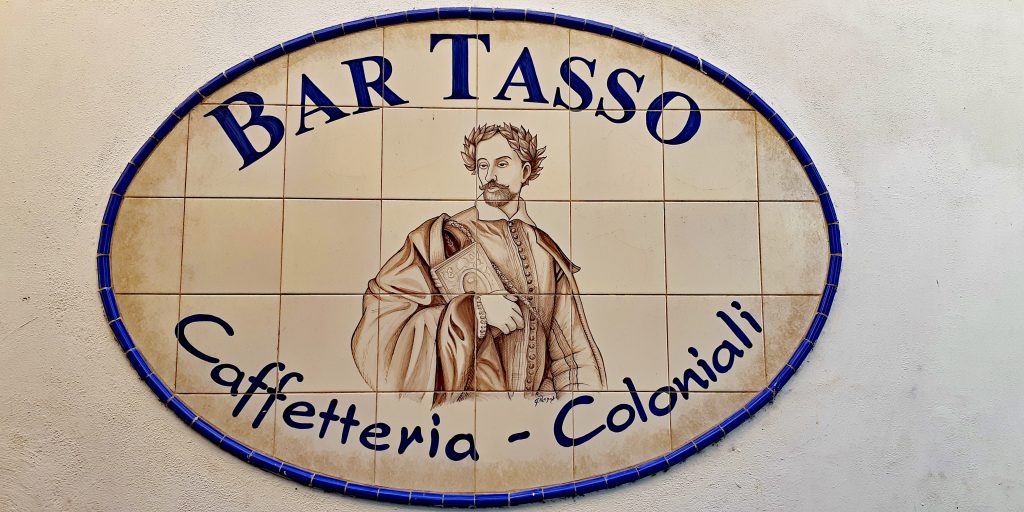 BAR TASSO
Caffetteria - Coloniali